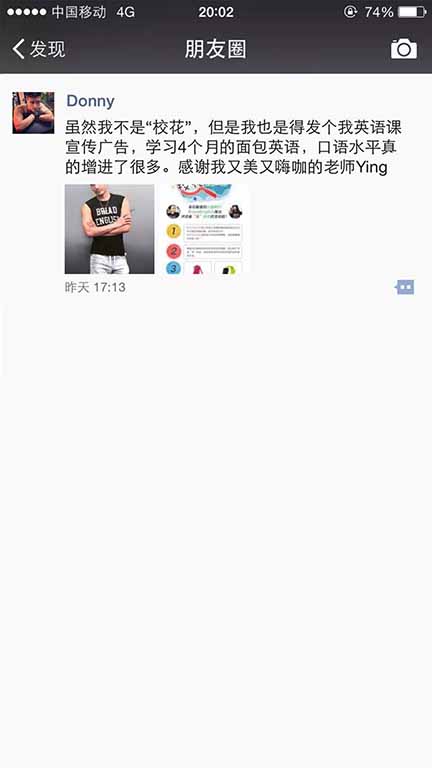 中国移动 4G 20:02 74%
发现 朋友圈
Donny
虽然我不是“校花”，但是我也是得发个我英语课
宣传广告，学习4个月的面包英语，口语水平真
的增进了很多。感谢我又美又嗨咖的老师Ying
BREAD
ENGLISH
1
2
3
昨天 17:13